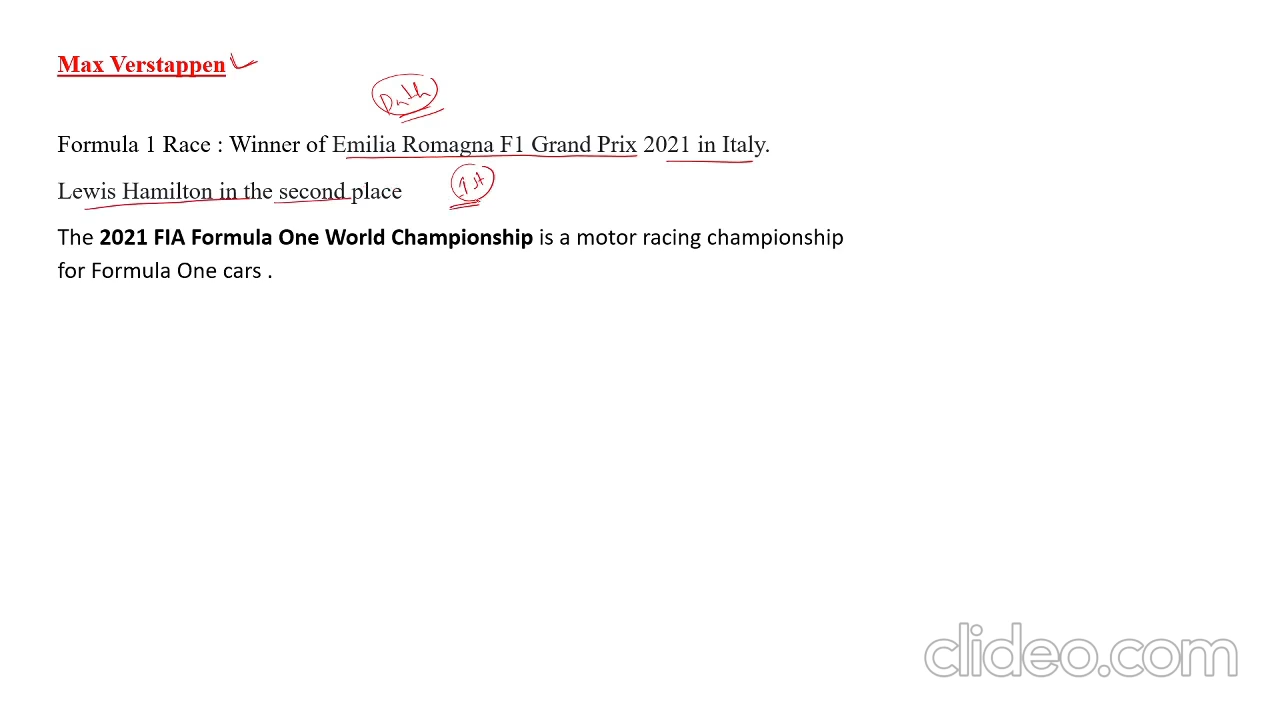 Max Verstappen
Dutch
Formula 1 Race : Winner of Emilia Romagna F1 Grand Prix 2021 in Italy.
Lewis Hamilton in the second place
1st
The 2021 FIA Formula One World Championship is a motor racing championship
for Formula One cars .
clideo.com